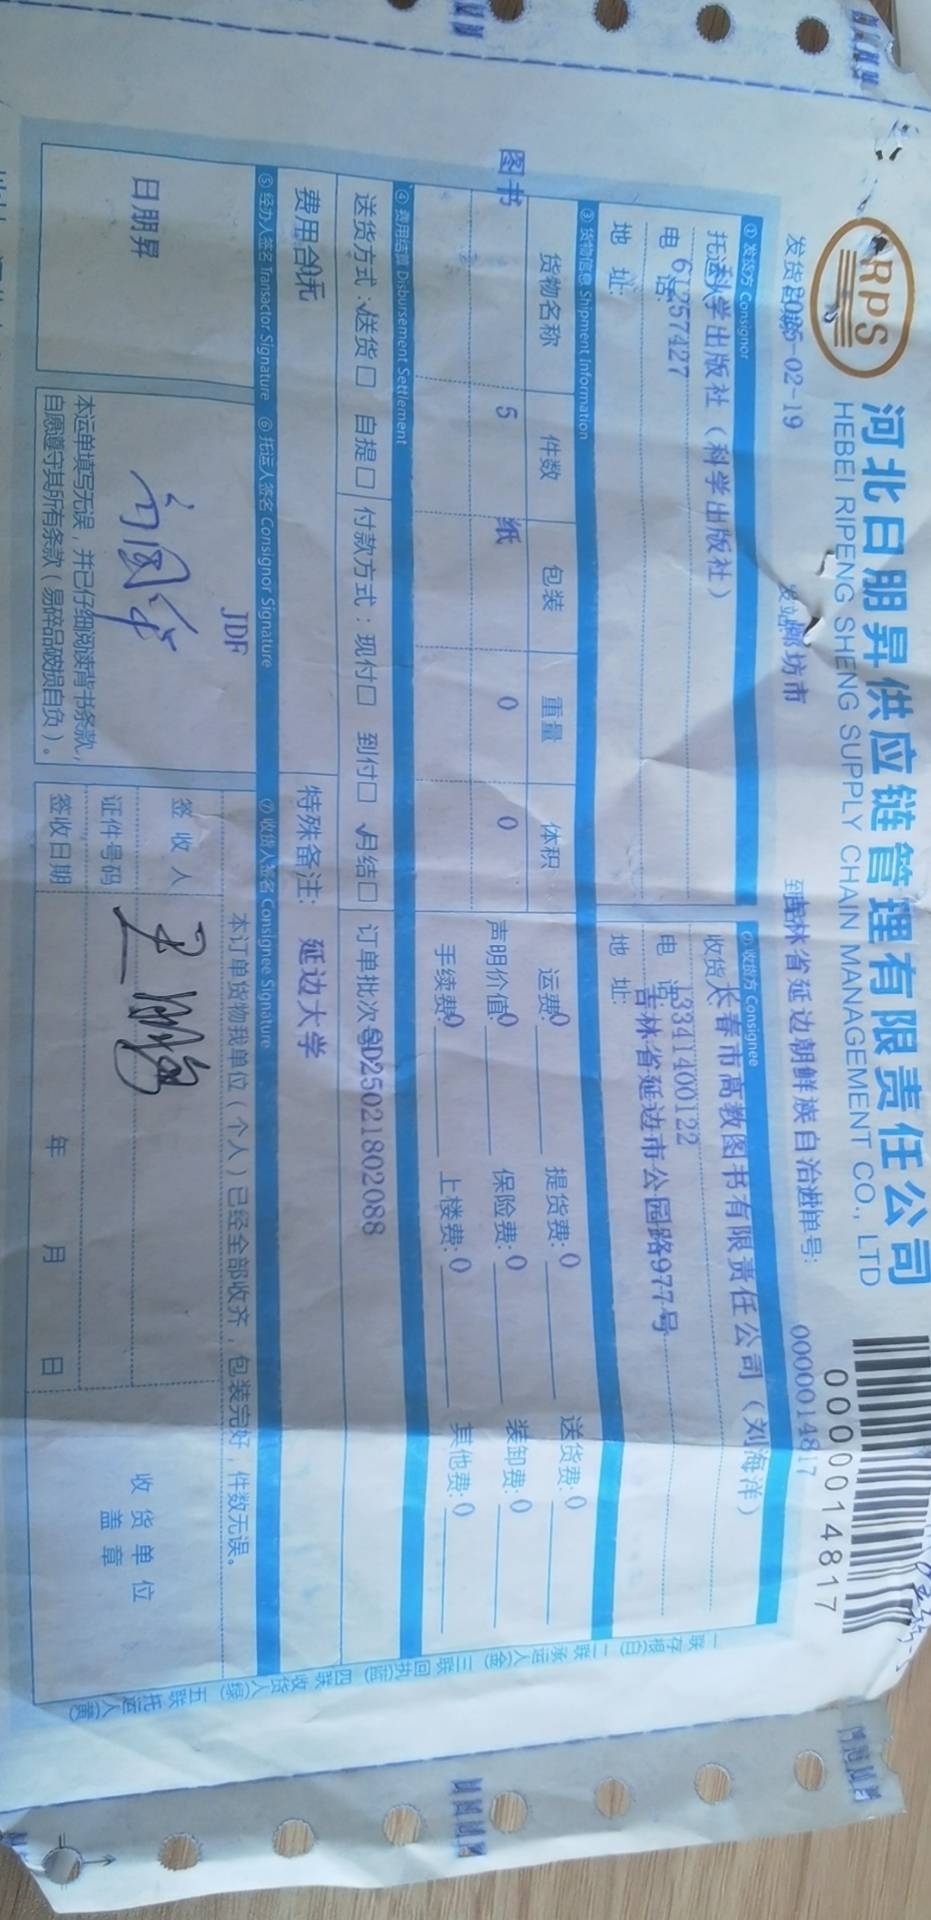 RPS
河北日朋昇供应链管理有限责任公司
HEBEI RIPENG SHENG SUPPLY CHAIN MANAGEMENT CO., LTD
0000014817
2025-02-19
发站:廊坊市
吉林省延边朝鲜族自治州
运单号: 0000014817
① 发货方 Consignor
② 收货方 Consignee
科学出版社（科学出版社）
长春市高教图书有限责任公司（刘海洋）
电 话: 61257427
电 话: 13341400122
地 址:
地 址: 吉林省延边市公园路977号
③ 货物信息 Shipment Information
货物名称 件数 包装 重量 体积
图书 5 纸 0 0
运费:0 提货费:0 送货费:0
声明价值:0 保险费:0 装卸费:0
手续费:0 上楼费:0 其他费:0
④ 费用结算 Disbursement Settlement
送货方式:√送货□ 自提□ 付款方式: 现付□ 到付□ √月结□ 订单批次号SD2502180​2088
费用合计:无
特殊备注: 延边大学
⑤ 经办人签名 Transactor Signature ⑥ 托运人签名 Consignor Signature ⑦ 收货人签名 Consignee Signature
日朋昇
JDF
本运单填写无误，并已仔细阅读背书条款，
自愿遵守其所有条款（易碎品破损自负）。
本订单货物我单位（个人）已经全部收齐，包装完好，件数无误。
签 收 人
证件号码
签收日期 年 月 日
收 货 单 位
盖 章
一联存根(白) 二联承运人(金) 三联回执(蓝) 四联收货人(绿) 五联托运人(黄)